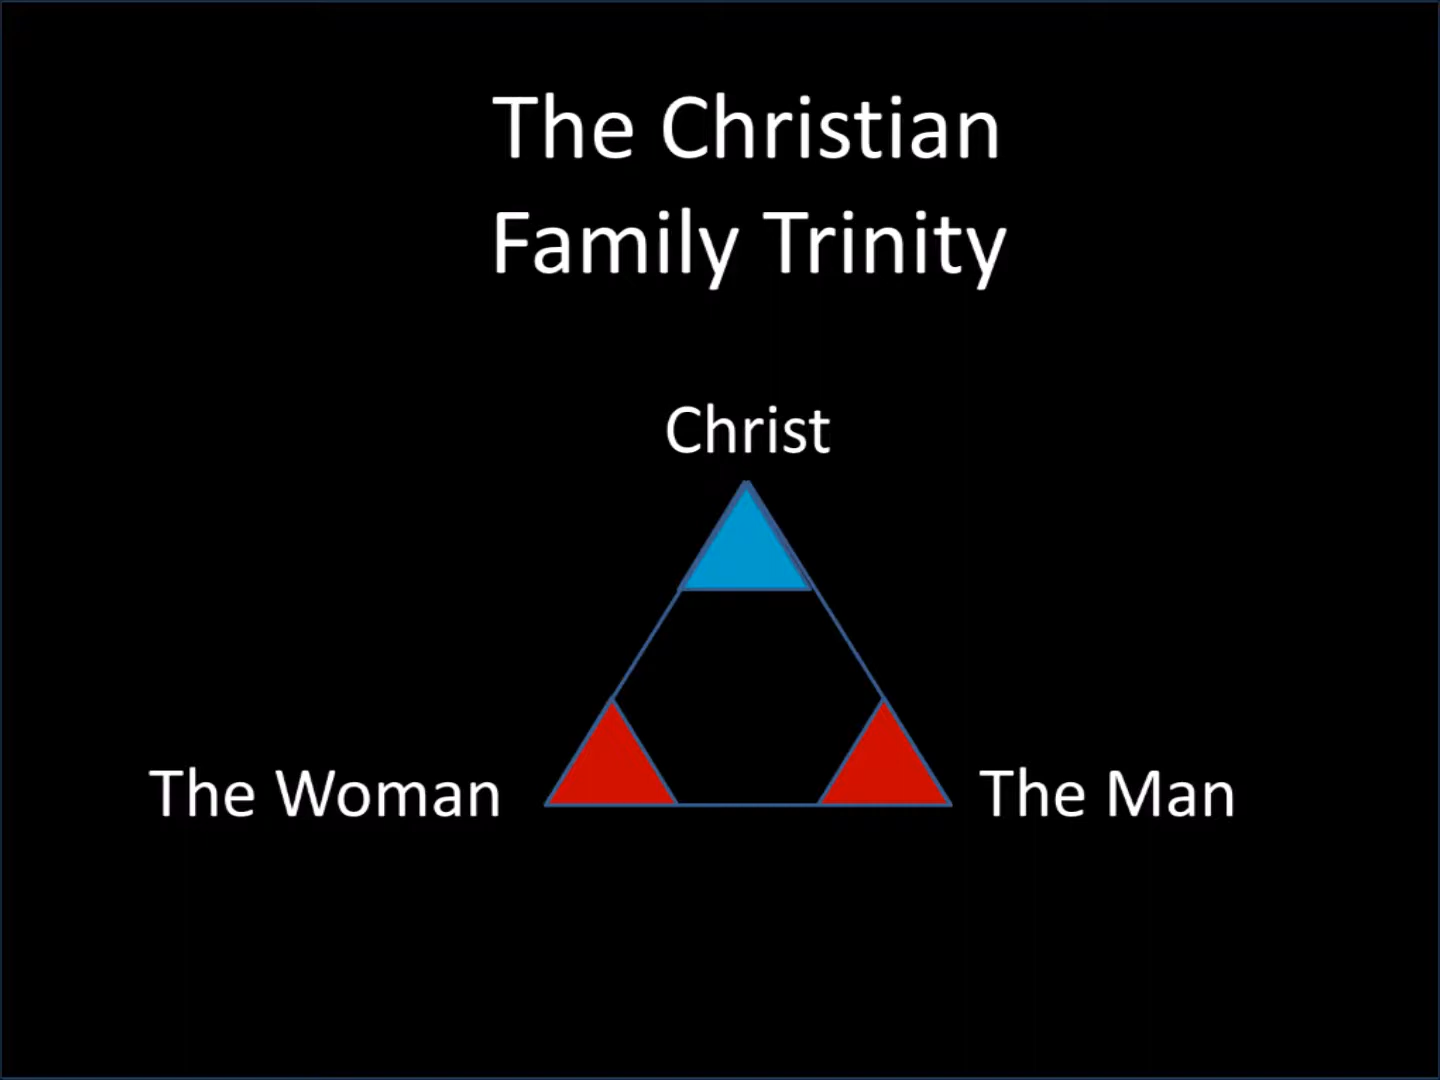 The Christian
Family Trinity
Christ
The Woman
The Man